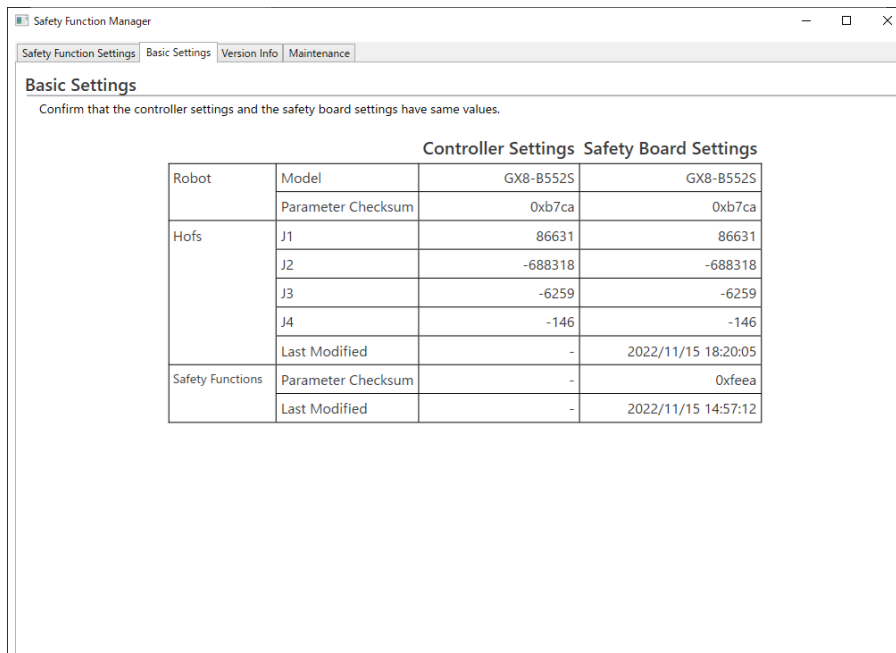 Safety Function Manager
Safety Function Settings Basic Settings Version Info Maintenance
Basic Settings
Confirm that the controller settings and the safety board settings have same values.
Controller Settings Safety Board Settings
Robot Model GX8-B552S GX8-B552S
Parameter Checksum 0xb7ca 0xb7ca
Hofs J1 86631 86631
J2 -688318 -688318
J3 -6259 -6259
J4 -146 -146
Last Modified - 2022/11/15 18:20:05
Safety Functions Parameter Checksum - 0xfeea
Last Modified - 2022/11/15 14:57:12